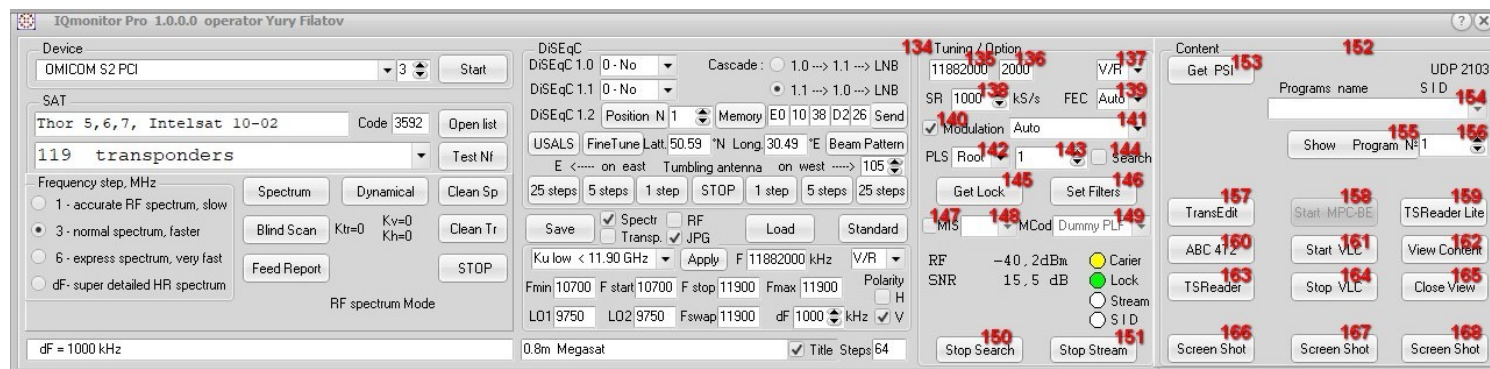 IQmonitor Pro 1.0.0.0 operator Yury Filatov
Device
OMICOM S2 PCI 3 Start
SAT
Thor 5,6,7, Intelsat 10-02 Code 3592 Open list
119 transponders Test Nf
Frequency step, MHz
1 - accurate RF spectrum, slow
3 - normal spectrum, faster
6 - express spectrum, very fast
dF- super detailed HR spectrum
Spectrum Dynamical Clean Sp
Blind Scan Ktr=0 Kv=0 Kh=0 Clean Tr
Feed Report STOP
RF spectrum Mode
dF = 1000 kHz
DiSEqC
DiSEqC 1.0 0 - No Cascade : 1.0 ---> 1.1 ---> LNB
DiSEqC 1.1 0 - No 1.1 ---> 1.0 ---> LNB
DiSEqC 1.2 Position N 1 Memory E0 10 38 D2 26 Send
USALS FineTune Latt. 50.59 °N Long. 30.49 °E Beam Pattern
E <----- on east Tumbling antenna on west ----> 105
25 steps 5 steps 1 step STOP 1 step 5 steps 25 steps
Save Spectr RF Load Standard
Transp. JPG
Ku low < 11.90 GHz Apply F 11882000 kHz V/R
Fmin 10700 F start 10700 F stop 11900 Fmax 11900 Polarity
H
LO1 9750 LO2 9750 Fswap 11900 dF 1000 kHz V
0.8m Megasat Title Steps 64
134 Tuning / Option
135 136 137
11882000 2000 V/R
138 139
SR 1000 kS/s FEC Auto
140 141
Modulation Auto
142 143 144
PLS Root 1 Search
145 146
Get Lock Set Filters
147 148 149
MIS MCod Dummy PLF
RF -40,2dBm Carier
SNR 15,5 dB Lock
Stream
S I D
150 151
Stop Search Stop Stream
Content 152
Get PSI 153 UDP 2103
Programs name S I D
154
155 156
Show Program Nº 1
157 158 159
TransEdit Start MPC-BE TSReader Lite
160 161 162
ABC 412 Start VLC View Content
163 164 165
TSReader Stop VLC Close View
166 167 168
Screen Shot Screen Shot Screen Shot